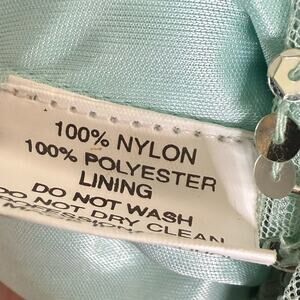 100% NYLON
100% POLYESTER
LINING
DO NOT WASH
DO NOT DRY CLEAN